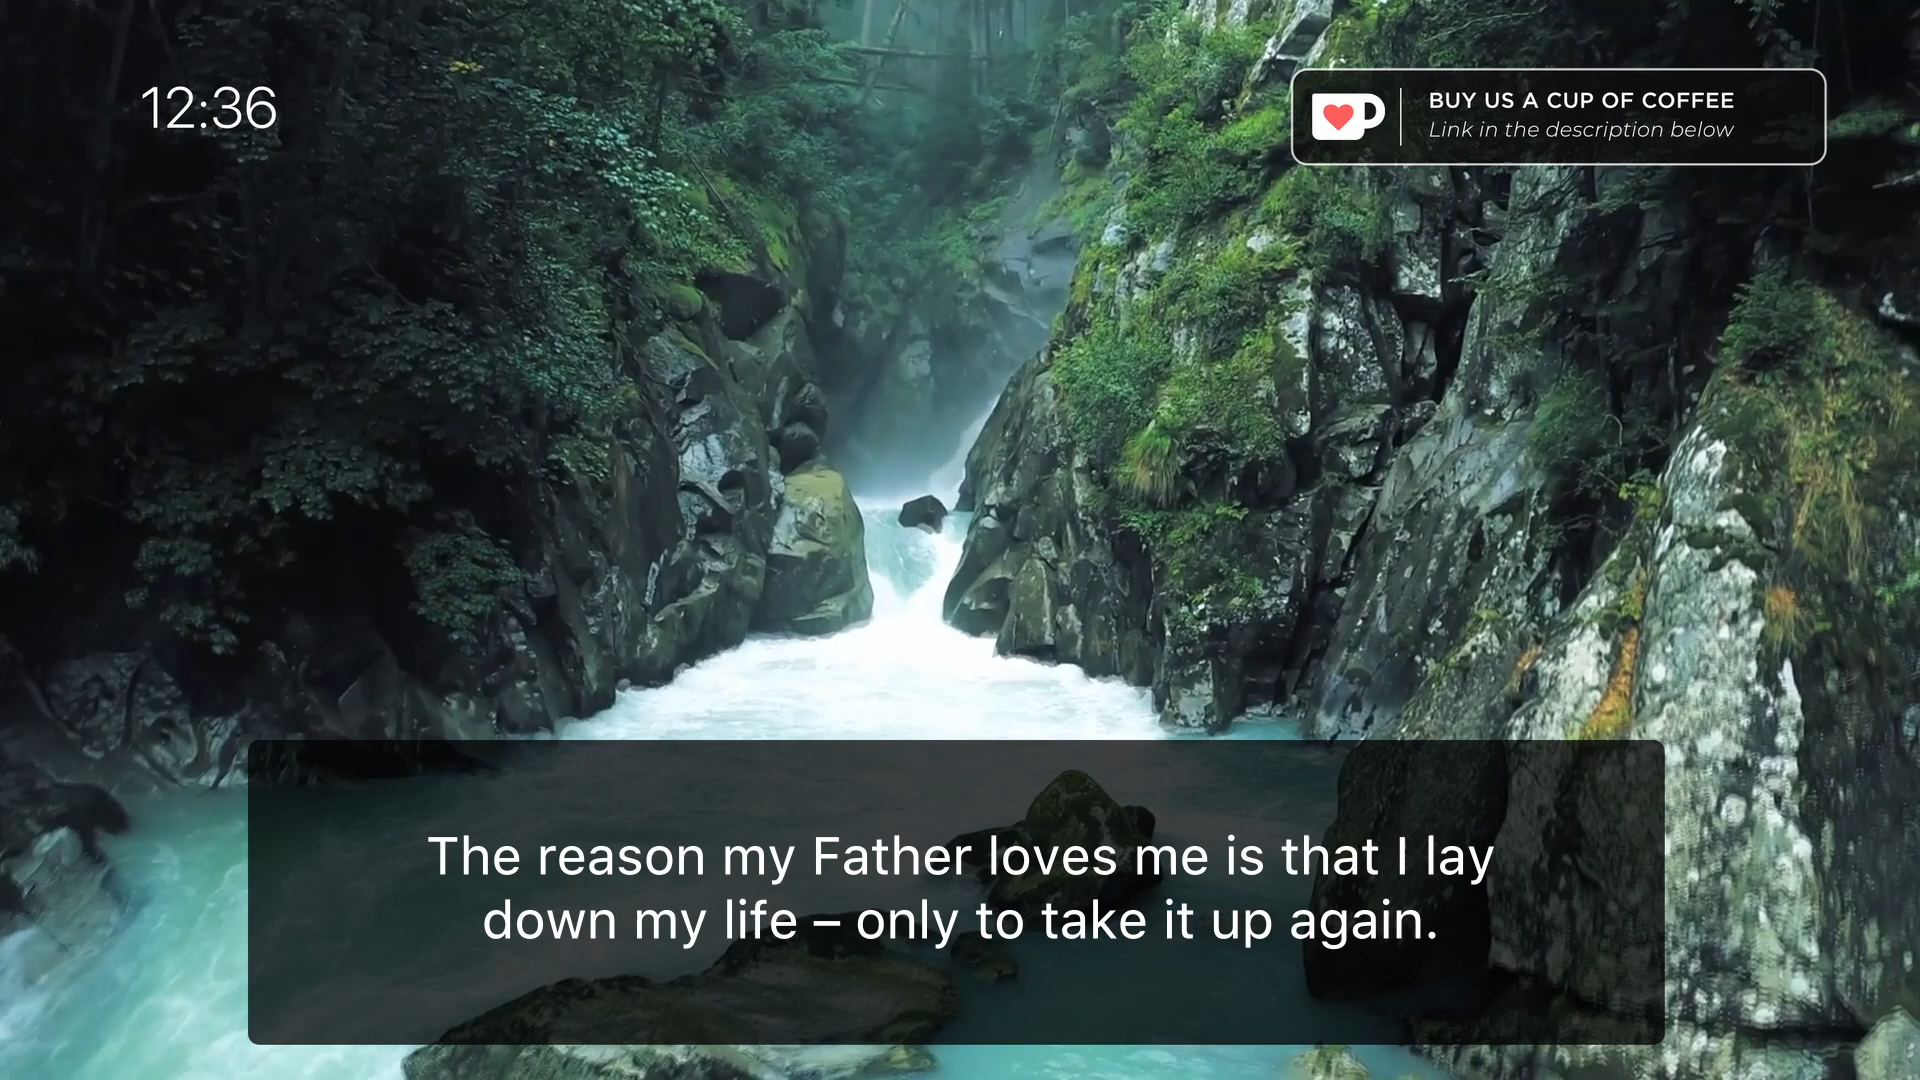 12:36
BUY US A CUP OF COFFEE
Link in the description below
The reason my Father loves me is that I lay
down my life – only to take it up again.